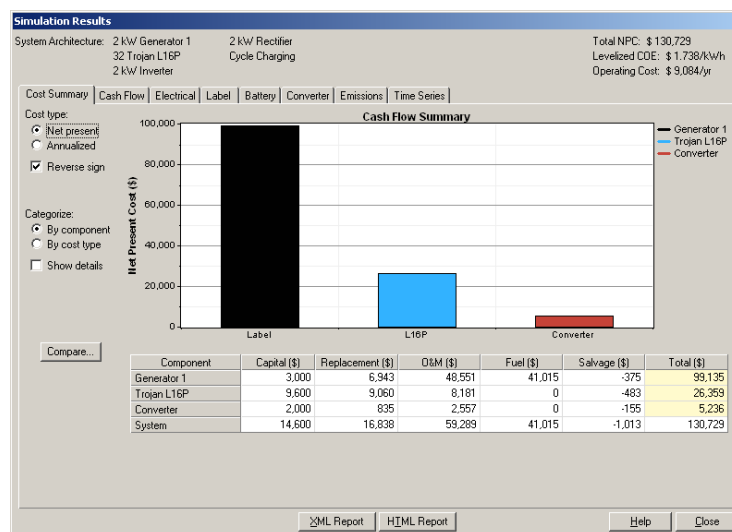 Simulation Results
System Architecture: 2 kW Generator 1 2 kW Rectifier Total NPC: $ 130,729
32 Trojan L16P Cycle Charging Levelized COE: $ 1.738/kWh
2 kW Inverter Operating Cost: $ 9,084/yr
Cost Summary Cash Flow Electrical Label Battery Converter Emissions Time Series
Cost type:
Net present
Annualized
Reverse sign
Categorize:
By component
By cost type
Show details
Compare...
Cash Flow Summary
Net Present Cost ($)
100,000
80,000
60,000
40,000
20,000
0
Label L16P Converter
Generator 1
Trojan L16P
Converter
Component Capital ($) Replacement ($) O&M ($) Fuel ($) Salvage ($) Total ($)
Generator 1 3,000 6,943 48,551 41,015 -375 99,135
Trojan L16P 9,600 9,060 8,181 0 -483 26,359
Converter 2,000 835 2,557 0 -155 5,236
System 14,600 16,838 59,289 41,015 -1,013 130,729
XML Report HTML Report Help Close